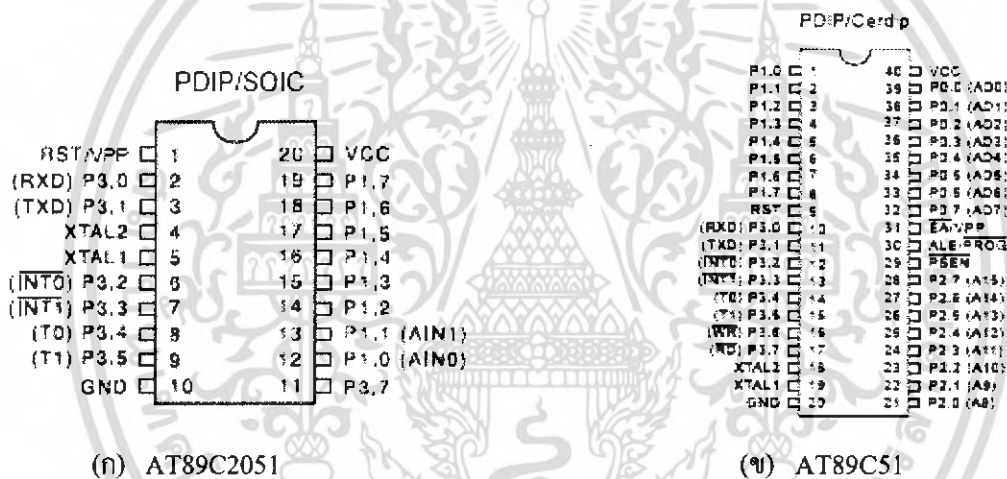 PDIP/SOIC
RST/VPP 1 20 VCC
(RXD) P3.0 2 19 P1.7
(TXD) P3.1 3 18 P1.6
XTAL2 4 17 P1.5
XTAL1 5 16 P1.4
(INT0) P3.2 6 15 P1.3
(INT1) P3.3 7 14 P1.2
(T0) P3.4 8 13 P1.1 (AIN1)
(T1) P3.5 9 12 P1.0 (AIN0)
GND 10 11 P3.7
(ก) AT89C2051
PDIP/Cerdip
P1.0 1 40 VCC
P1.1 2 39 P0.0 (AD0)
P1.2 3 38 P0.1 (AD1)
P1.3 4 37 P0.2 (AD2)
P1.4 5 36 P0.3 (AD3)
P1.5 6 35 P0.4 (AD4)
P1.6 7 34 P0.5 (AD5)
P1.7 8 33 P0.6 (AD6)
RST 9 32 P0.7 (AD7)
(RXD) P3.0 10 31 EA/VPP
(TXD) P3.1 11 30 ALE/PROG
(INT0) P3.2 12 29 PSEN
(INT1) P3.3 13 28 P2.7 (A15)
(T0) P3.4 14 27 P2.6 (A14)
(T1) P3.5 15 26 P2.5 (A13)
(WR) P3.6 16 25 P2.4 (A12)
(RD) P3.7 17 24 P2.3 (A11)
XTAL2 18 23 P2.2 (A10)
XTAL1 19 22 P2.1 (A9)
GND 20 21 P2.0 (A8)
(ข) AT89C51